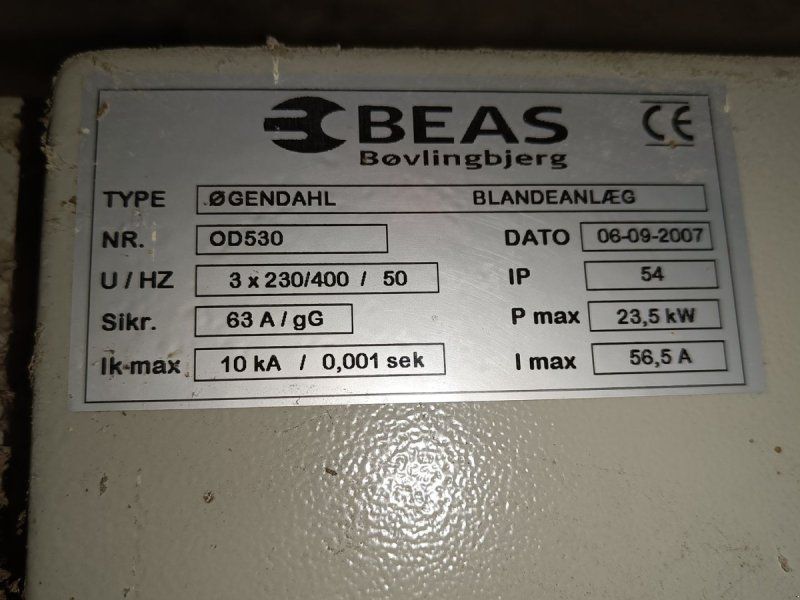 BEAS CE
Bøvlingbjerg
TYPE ØGENDAHL BLANDEANLÆG
NR. OD530 DATO 06-09-2007
U / HZ 3 x 230/400 / 50 IP 54
Sikr. 63 A / gG P max 23,5 kW
Ik max 10 kA / 0,001 sek I max 56,5 A